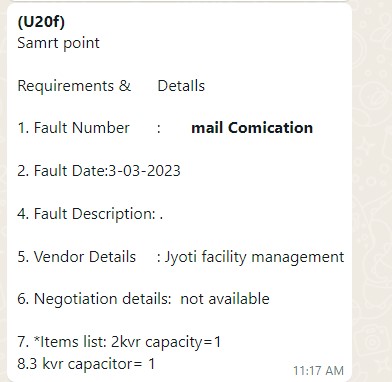 (U20f)
Samrt point
Requirements & Detalls
1. Fault Number : mail Comication
2. Fault Date:3-03-2023
4. Fault Description: .
5. Vendor Details : Jyoti facility management
6. Negotiation details: not available
7. *Items list: 2kvr capacity=1
8.3 kvr capacitor= 1
11:17 AM